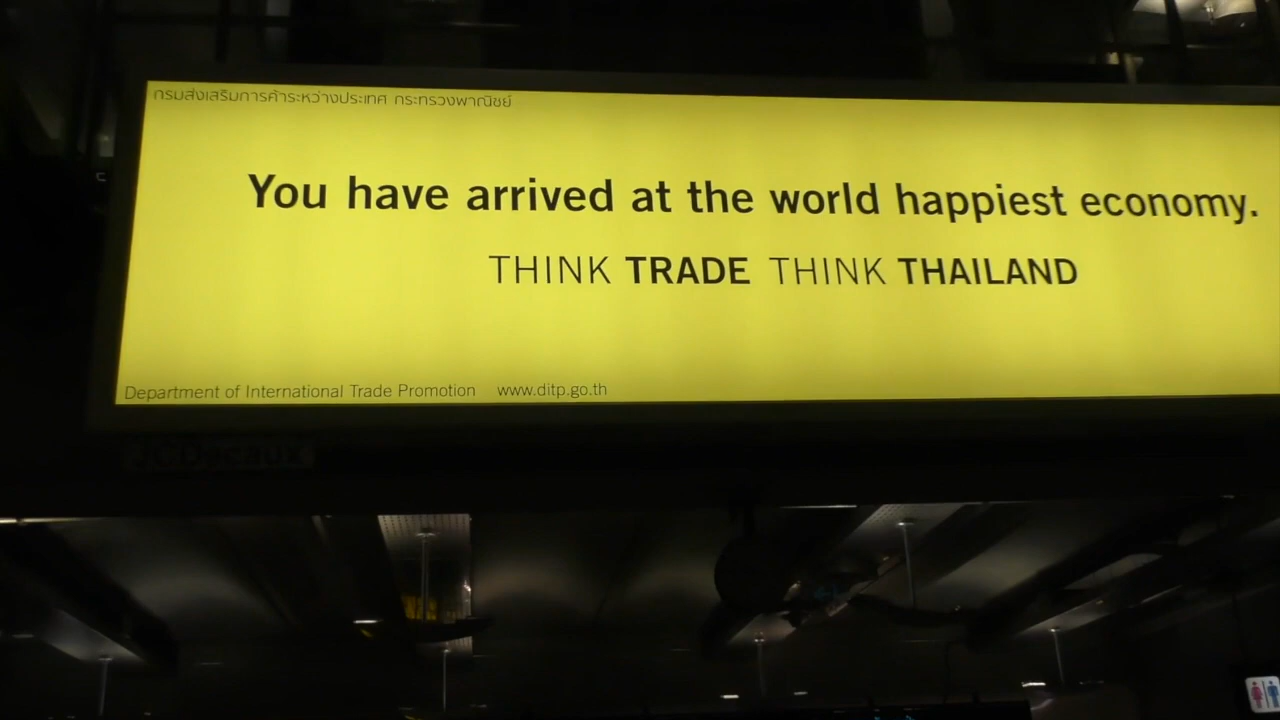 กรมส่งเสริมการค้าระหว่างประเทศ กระทรวงพาณิชย์
You have arrived at the world happiest economy.
THINK TRADE THINK THAILAND
Department of International Trade Promotion www.ditp.go.th
JCDecaux